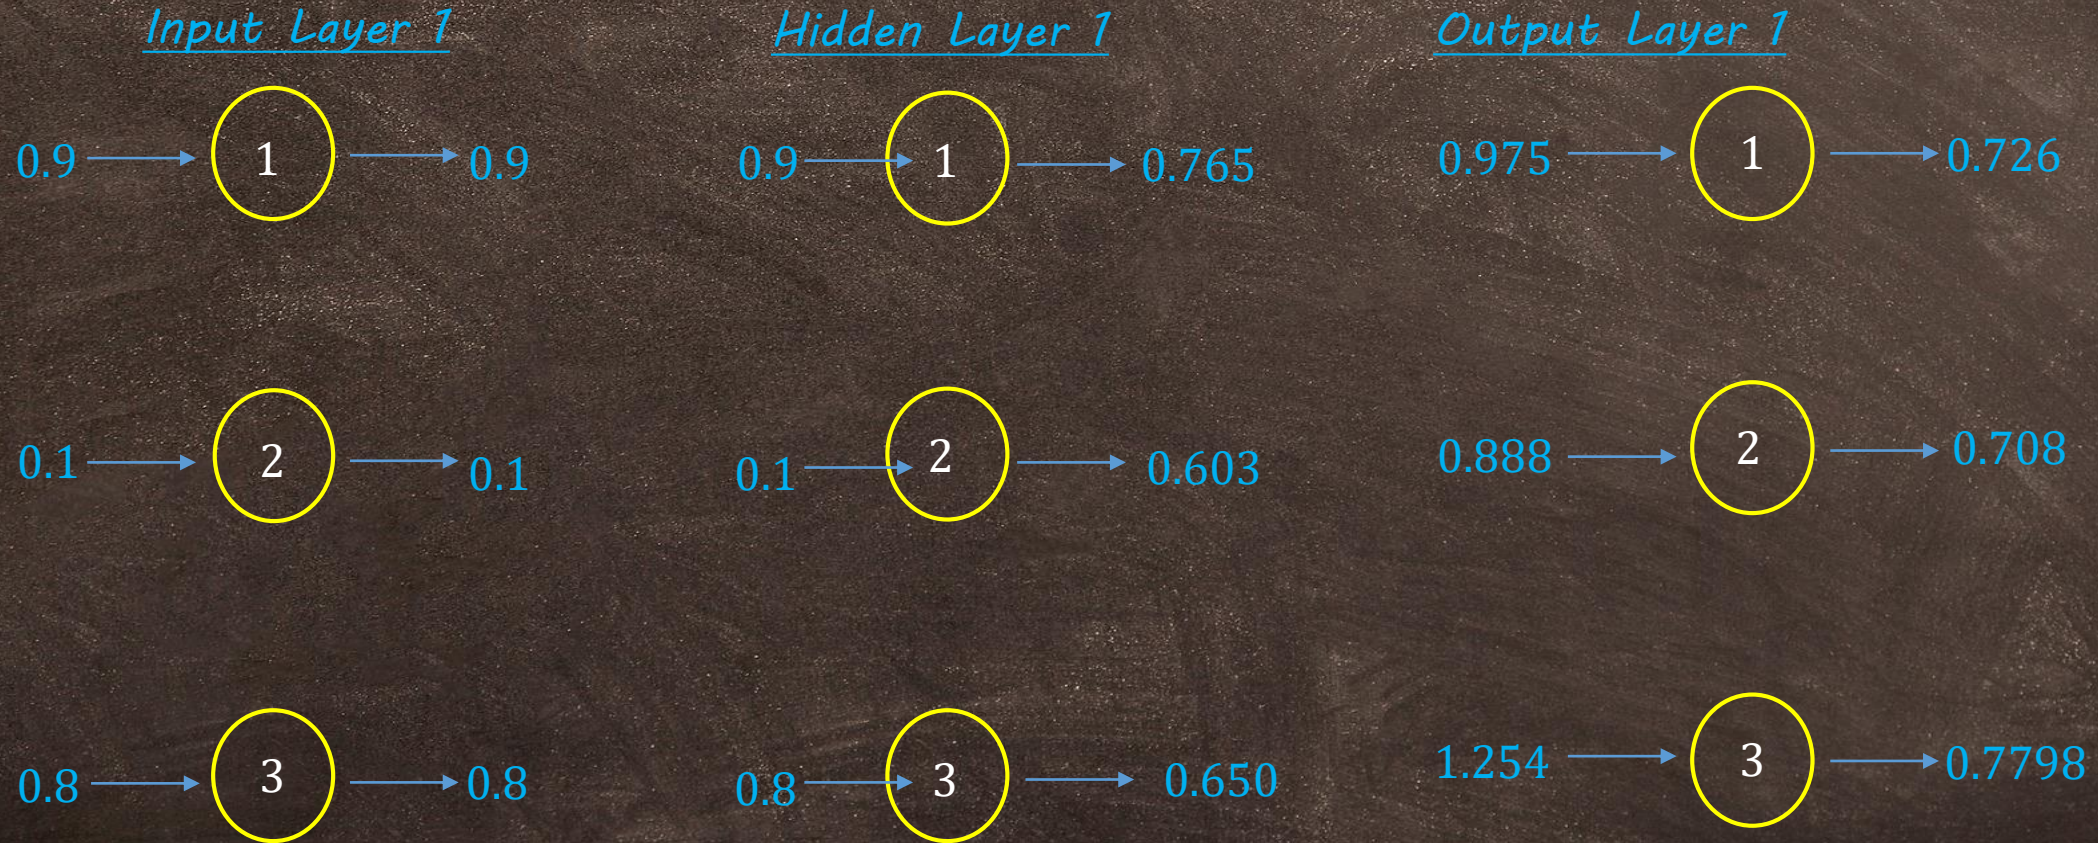 Input Layer 1 Hidden Layer 1 Output Layer 1
0.9 1 0.9 0.9 1 0.765 0.975 1 0.726
0.1 2 0.1 0.1 2 0.603 0.888 2 0.708
0.8 3 0.8 0.8 3 0.650 1.254 3 0.7798